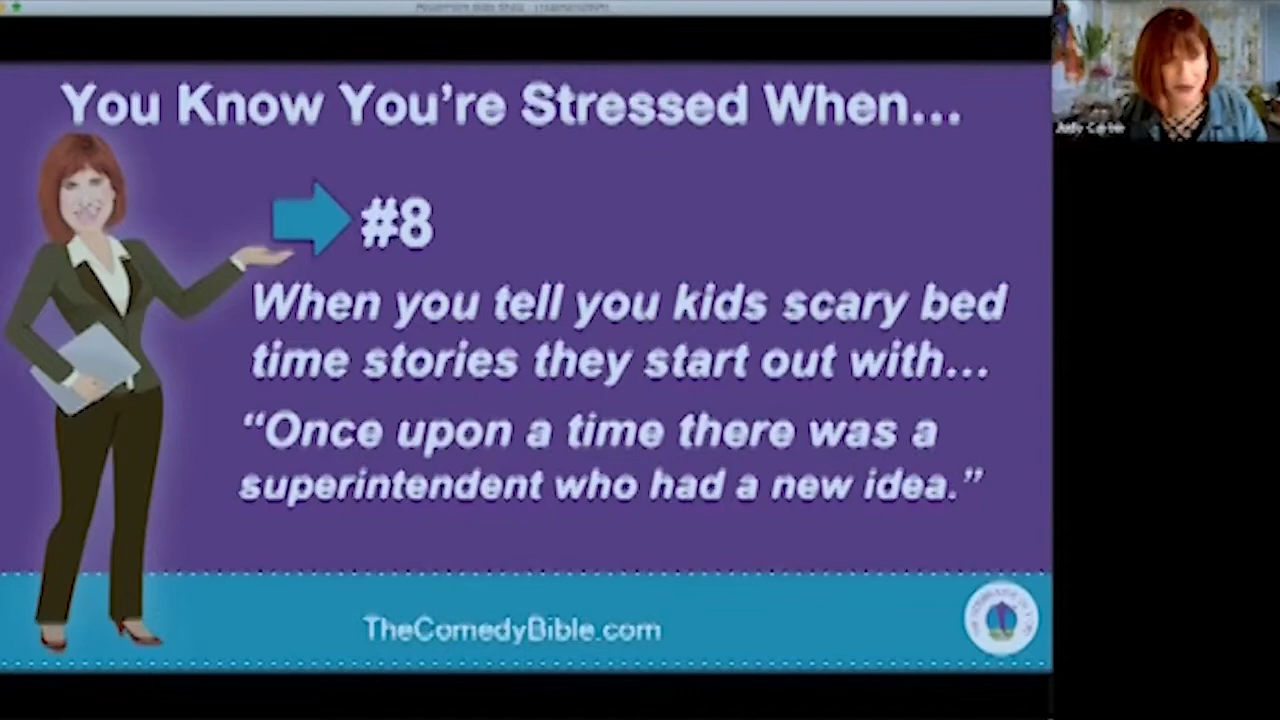 You Know You're Stressed When...
#8
When you tell you kids scary bed
time stories they start out with...
“Once upon a time there was a
superintendent who had a new idea.”
TheComedyBible.com